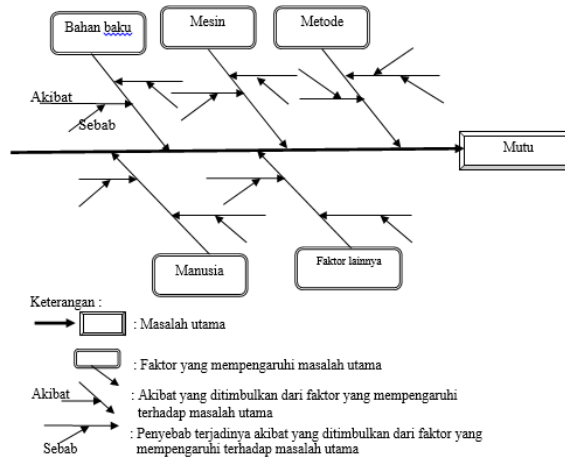 Bahan baku
Mesin
Metode
Akibat
Sebab
Mutu
Manusia
Faktor lainnya
Keterangan :
: Masalah utama
: Faktor yang mempengaruhi masalah utama
Akibat
: Akibat yang ditimbulkan dari faktor yang mempengaruhi
terhadap masalah utama
Sebab
: Penyebab terjadinya akibat yang ditimbulkan dari faktor yang
mempengaruhi terhadap masalah utama